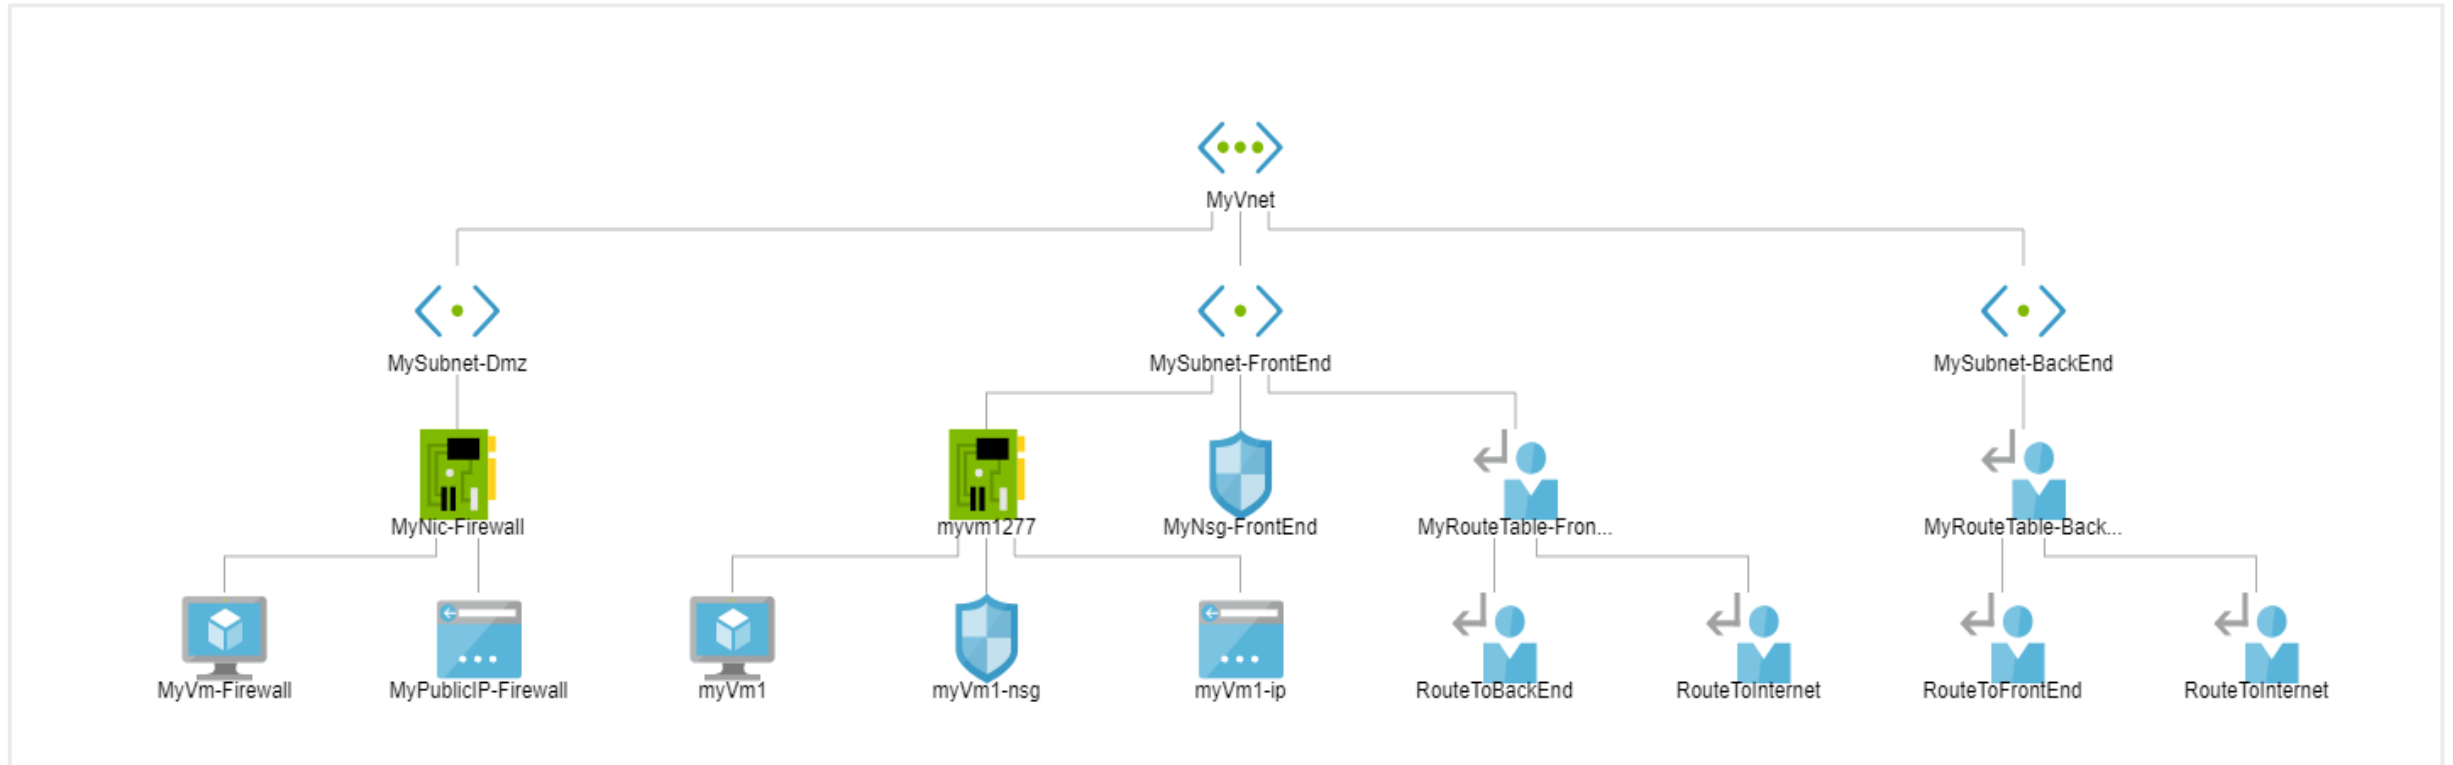 MyVnet
MySubnet-Dmz
MySubnet-FrontEnd
MySubnet-BackEnd
MyNic-Firewall
myvm1277
MyNsg-FrontEnd
MyRouteTable-Fron...
MyRouteTable-Back...
MyVm-Firewall
MyPublicIP-Firewall
myVm1
myVm1-nsg
myVm1-ip
RouteToBackEnd
RouteToInternet
RouteToFrontEnd
RouteToInternet